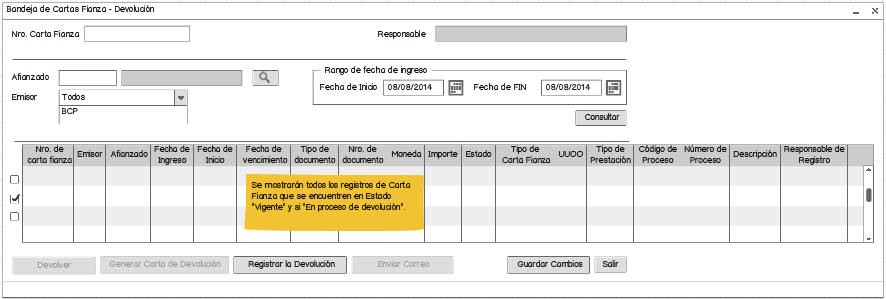 Bandeja de Cartas Fianza - Devolución
Nro. Carta Fianza
Responsable
Afianzado
Rango de fecha de ingreso
Fecha de Inicio 08/08/2014 Fecha de FIN 08/08/2014
Emisor Todos
BCP
Consultar
Nro. de carta fianza Emisor Afianzado Fecha de Ingreso Fecha de Inicio Fecha de vencimiento Tipo de documento Nro. de documento Moneda Importe Estado Tipo de Carta Fianza UUOO Tipo de Prestación Código de Proceso Número de Proceso Descripción Responsable de Registro
Se mostrarán todos los registros de Carta
Fianza que se encuentren en Estado
"Vigente" y si "En proceso de devolución".
Devolver Generar Carta de Devolución Registrar la Devolución Enviar Correo Guardar Cambios Salir